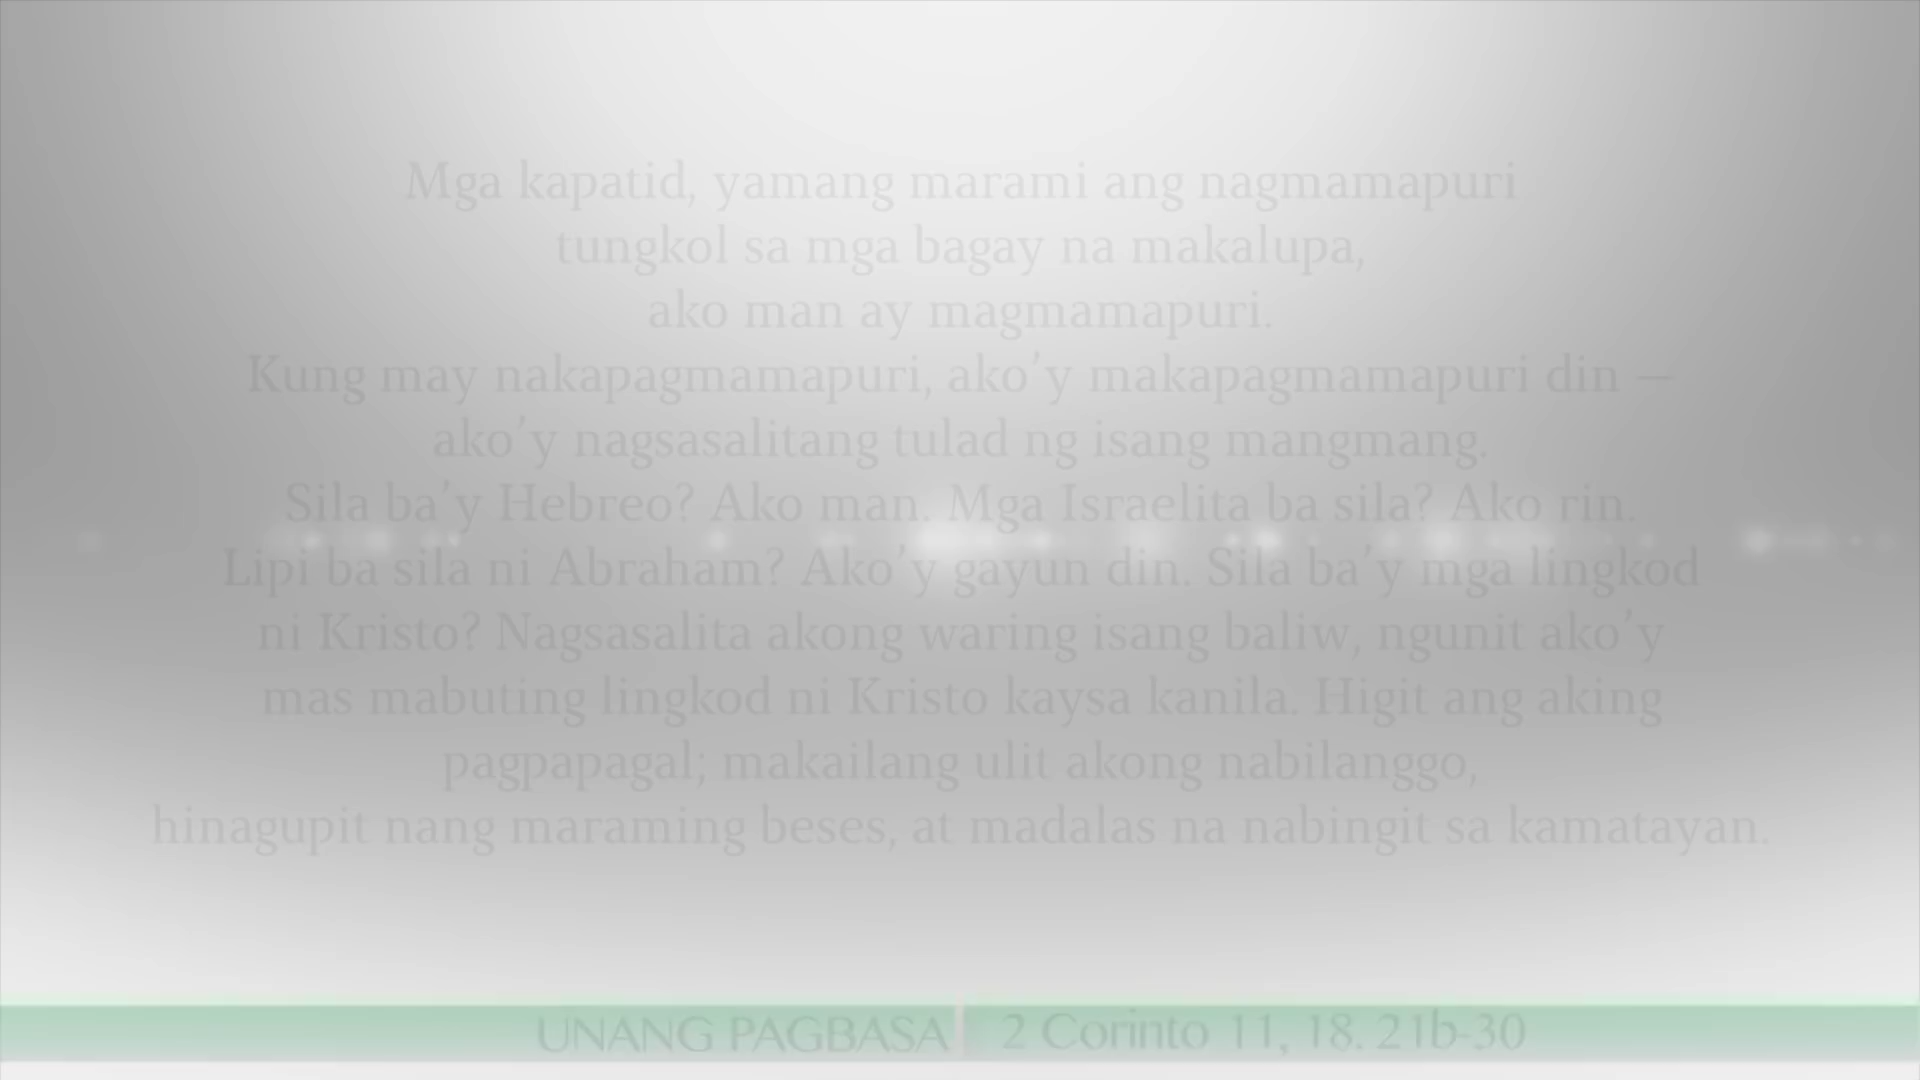 Mga kapatid, yamang marami ang nagmamapuri
tungkol sa mga bagay na makalupa,
ako man ay magmamapuri.
Kung may nakapagmamapuri, ako’y makapagmamapuri din —
ako’y nagsasalitang tulad ng isang mangmang.
Sila ba’y Hebreo? Ako man. Mga Israelita ba sila? Ako rin.
Lipi ba sila ni Abraham? Ako’y gayun din. Sila ba’y mga lingkod
ni Kristo? Nagsasalita akong waring isang baliw, ngunit ako’y
mas mabuting lingkod ni Kristo kaysa kanila. Higit ang aking
pagpapagal; makailang ulit akong nabilanggo,
hinagupit nang maraming beses, at madalas na nabingit sa kamatayan.
UNANG PAGBASA 2 Corinto 11, 18. 21b-30